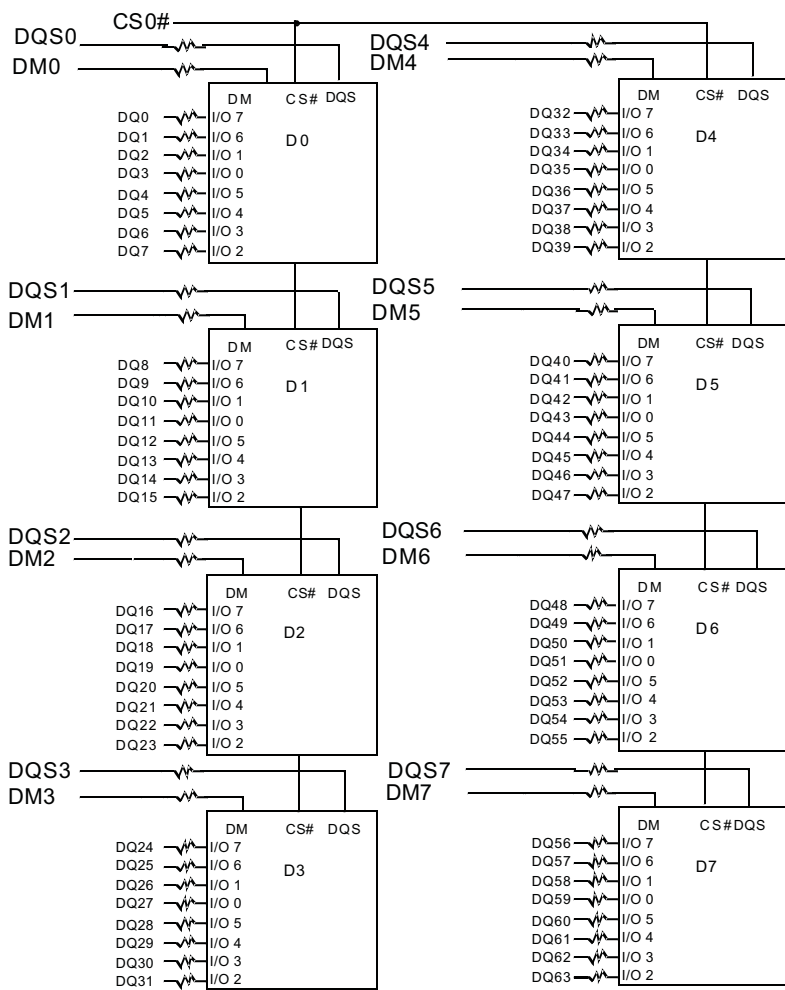 CS0#
DQS0
DM0
DM CS# DQS
D0
DQ0 I/O 7
DQ1 I/O 6
DQ2 I/O 1
DQ3 I/O 0
DQ4 I/O 5
DQ5 I/O 4
DQ6 I/O 3
DQ7 I/O 2
DQS1
DM1
DM CS# DQS
D1
DQ8 I/O 7
DQ9 I/O 6
DQ10 I/O 1
DQ11 I/O 0
DQ12 I/O 5
DQ13 I/O 4
DQ14 I/O 3
DQ15 I/O 2
DQS2
DM2
DM CS# DQS
D2
DQ16 I/O 7
DQ17 I/O 6
DQ18 I/O 1
DQ19 I/O 0
DQ20 I/O 5
DQ21 I/O 4
DQ22 I/O 3
DQ23 I/O 2
DQS3
DM3
DM CS# DQS
D3
DQ24 I/O 7
DQ25 I/O 6
DQ26 I/O 1
DQ27 I/O 0
DQ28 I/O 5
DQ29 I/O 4
DQ30 I/O 3
DQ31 I/O 2
DQS4
DM4
DM CS# DQS
D4
DQ32 I/O 7
DQ33 I/O 6
DQ34 I/O 1
DQ35 I/O 0
DQ36 I/O 5
DQ37 I/O 4
DQ38 I/O 3
DQ39 I/O 2
DQS5
DM5
DM CS# DQS
D5
DQ40 I/O 7
DQ41 I/O 6
DQ42 I/O 1
DQ43 I/O 0
DQ44 I/O 5
DQ45 I/O 4
DQ46 I/O 3
DQ47 I/O 2
DQS6
DM6
DM CS# DQS
D6
DQ48 I/O 7
DQ49 I/O 6
DQ50 I/O 1
DQ51 I/O 0
DQ52 I/O 5
DQ53 I/O 4
DQ54 I/O 3
DQ55 I/O 2
DQS7
DM7
DM CS# DQS
D7
DQ56 I/O 7
DQ57 I/O 6
DQ58 I/O 1
DQ59 I/O 0
DQ60 I/O 5
DQ61 I/O 4
DQ62 I/O 3
DQ63 I/O 2